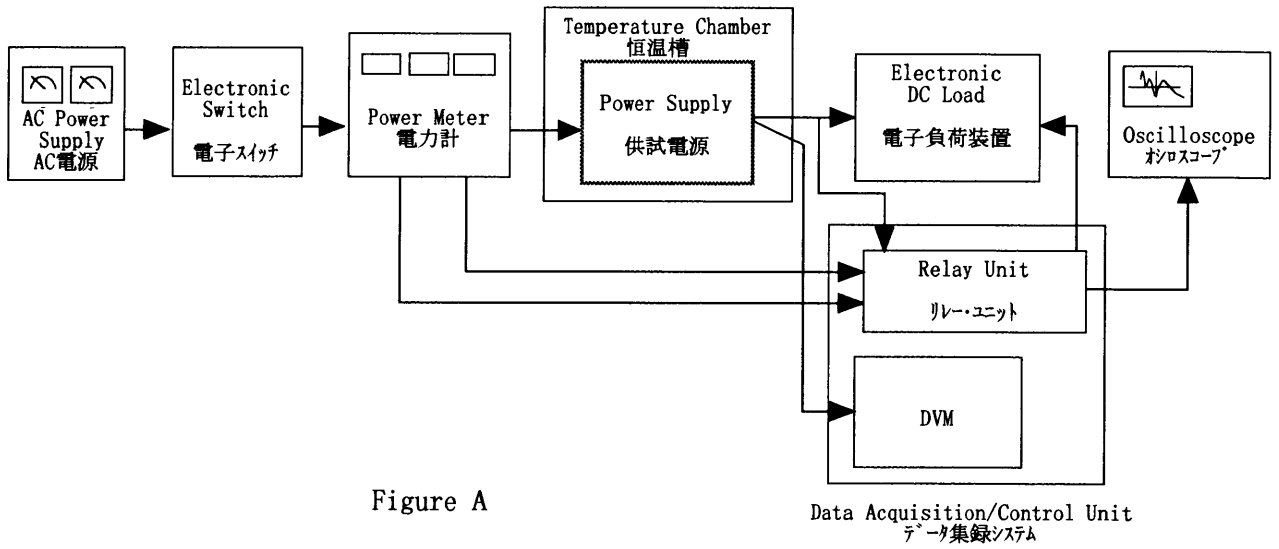 Temperature Chamber
恒温槽
AC Power
Supply
AC電源
Electronic
Switch
電子スイッチ
Power Meter
電力計
Power Supply
供試電源
Electronic
DC Load
電子負荷装置
Oscilloscope
オシロスコープ
Relay Unit
リレー・ユニット
DVM
Figure A
Data Acquisition/Control Unit
データ集録システム